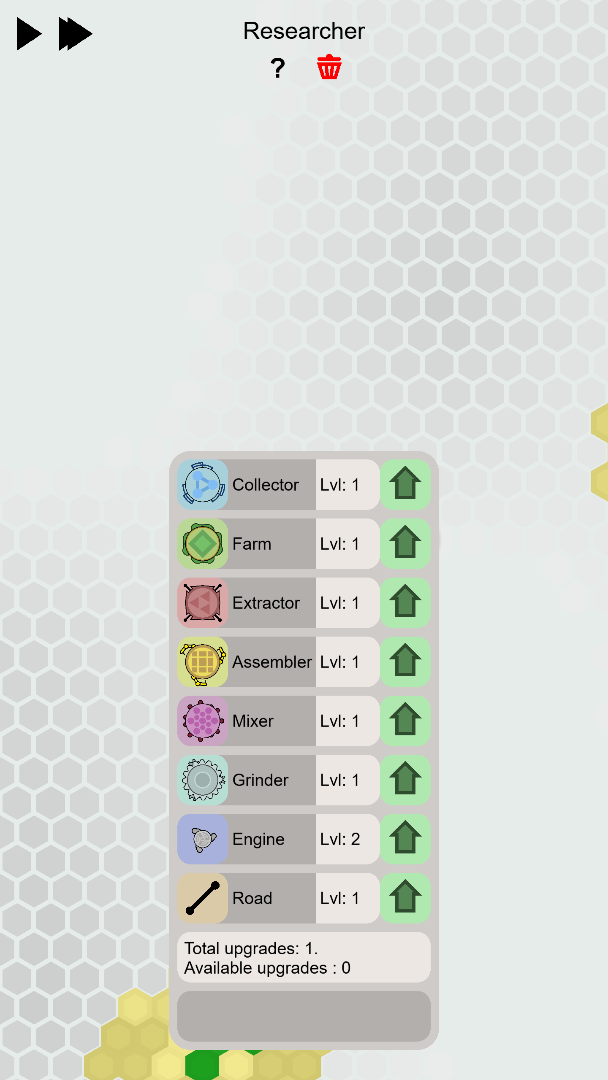 Researcher
?
Collector Lvl: 1
Farm Lvl: 1
Extractor Lvl: 1
Assembler Lvl: 1
Mixer Lvl: 1
Grinder Lvl: 1
Engine Lvl: 2
Road Lvl: 1
Total upgrades: 1.
Available upgrades : 0